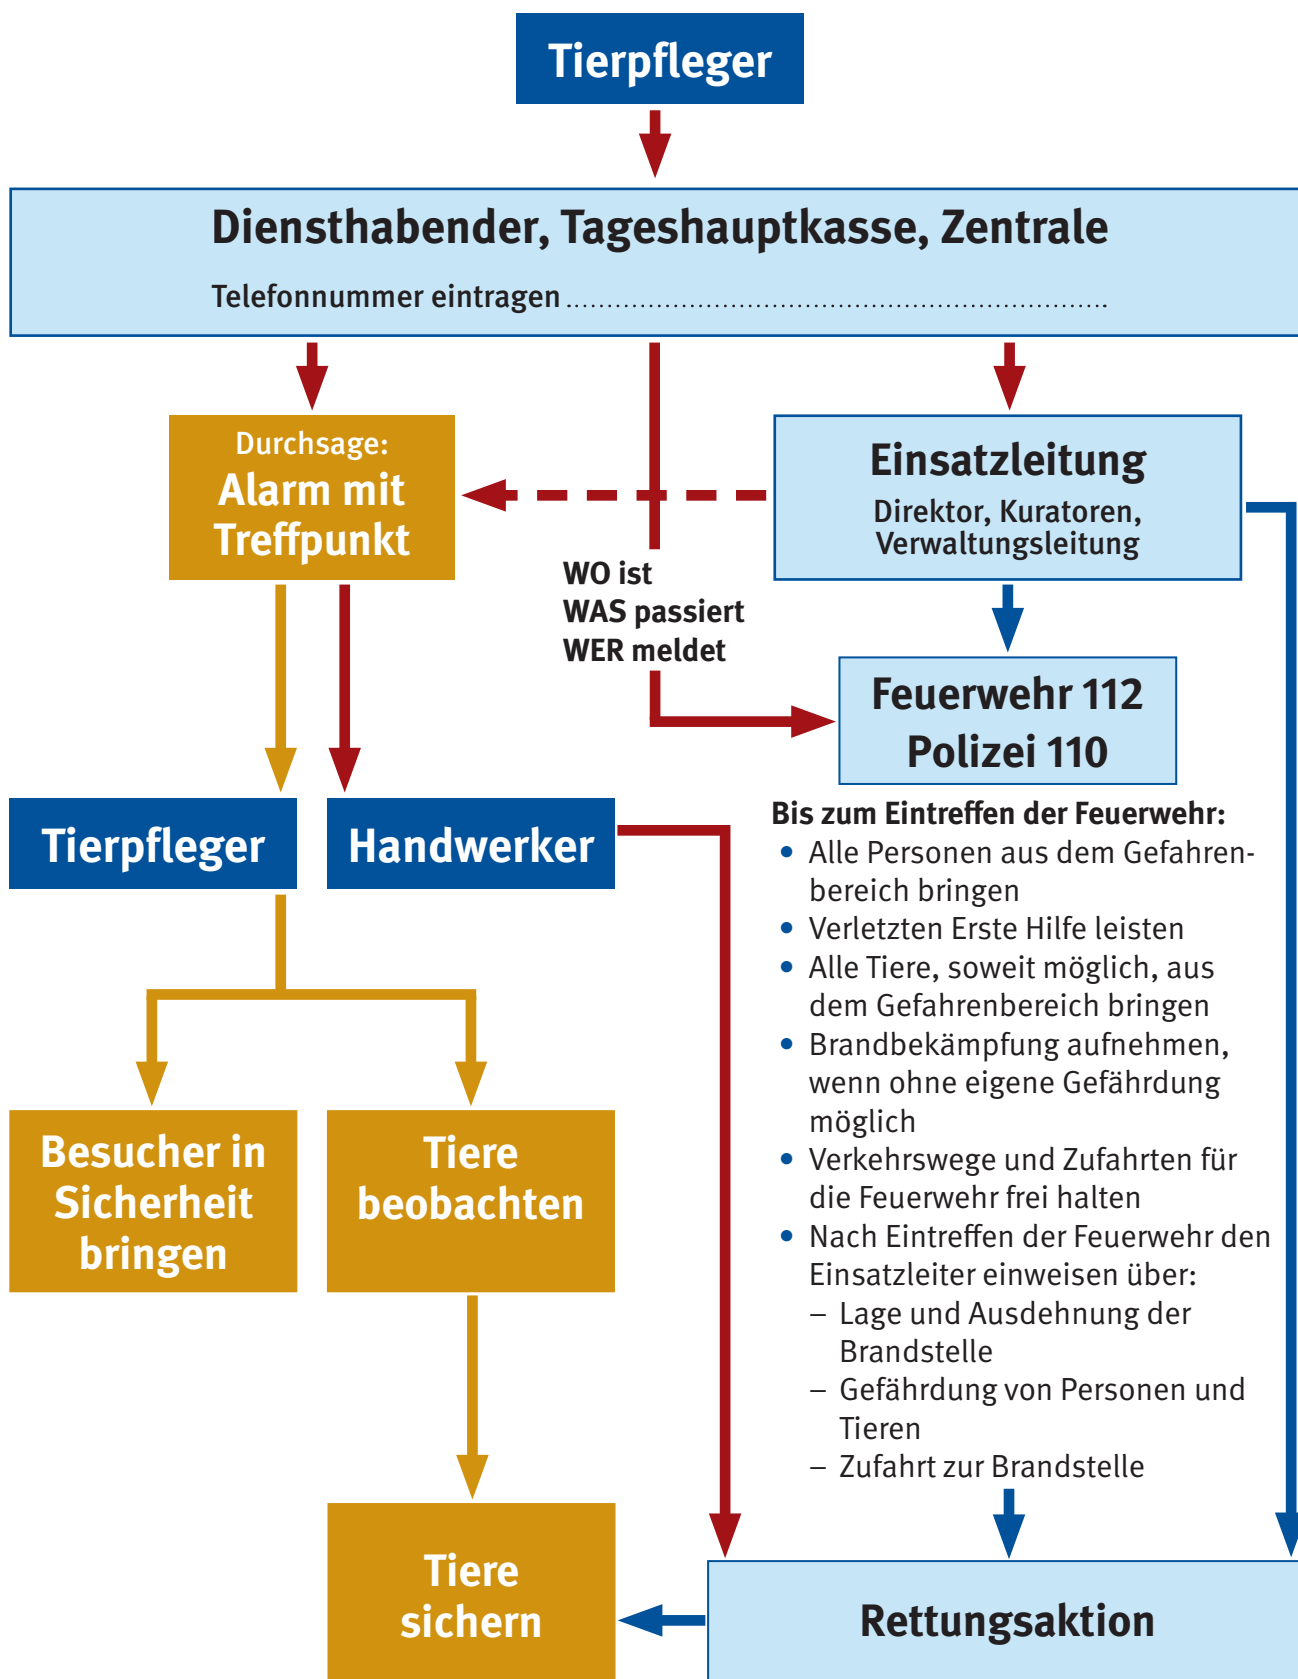 Tierpfleger
Diensthabender, Tageshauptkasse, Zentrale
Telefonnummer eintragen ....................................................................
Durchsage:
Alarm mit
Treffpunkt
Einsatzleitung
Direktor, Kuratoren,
Verwaltungsleitung
WO ist
WAS passiert
WER meldet
Feuerwehr 112
Polizei 110
Tierpfleger
Handwerker
Bis zum Eintreffen der Feuerwehr:
• Alle Personen aus dem Gefahren-
bereich bringen
• Verletzten Erste Hilfe leisten
• Alle Tiere, soweit möglich, aus
dem Gefahrenbereich bringen
• Brandbekämpfung aufnehmen,
wenn ohne eigene Gefährdung
möglich
• Verkehrswege und Zufahrten für
die Feuerwehr frei halten
• Nach Eintreffen der Feuerwehr den
Einsatzleiter einweisen über:
– Lage und Ausdehnung der
Brandstelle
– Gefährdung von Personen und
Tieren
– Zufahrt zur Brandstelle
Besucher in
Sicherheit
bringen
Tiere
beobachten
Tiere
sichern
Rettungsaktion